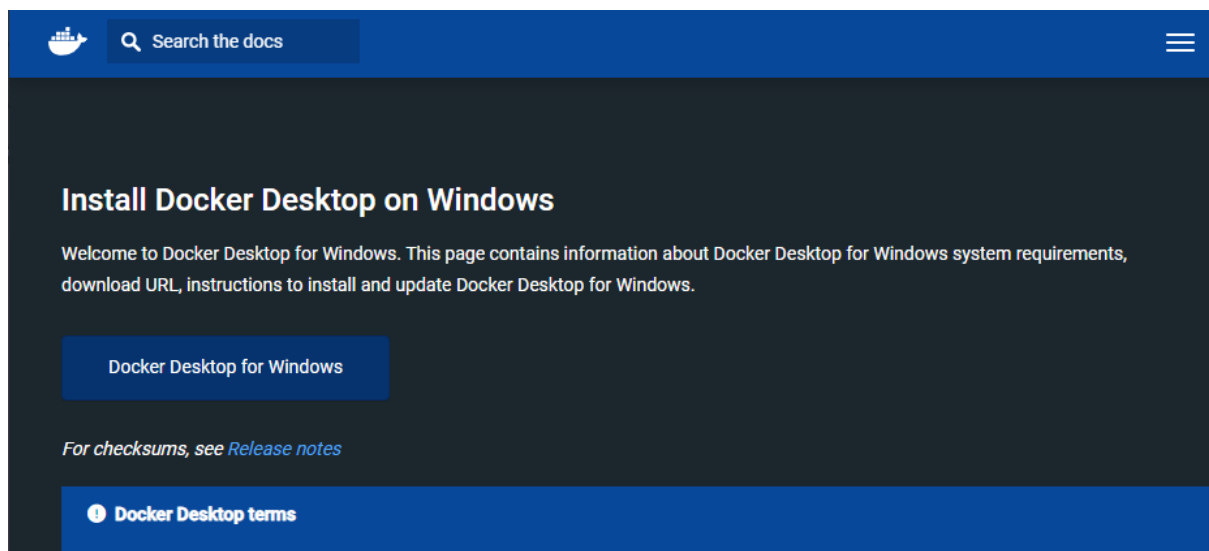 Search the docs
Install Docker Desktop on Windows
Welcome to Docker Desktop for Windows. This page contains information about Docker Desktop for Windows system requirements,
download URL, instructions to install and update Docker Desktop for Windows.
Docker Desktop for Windows
For checksums, see Release notes
Docker Desktop terms